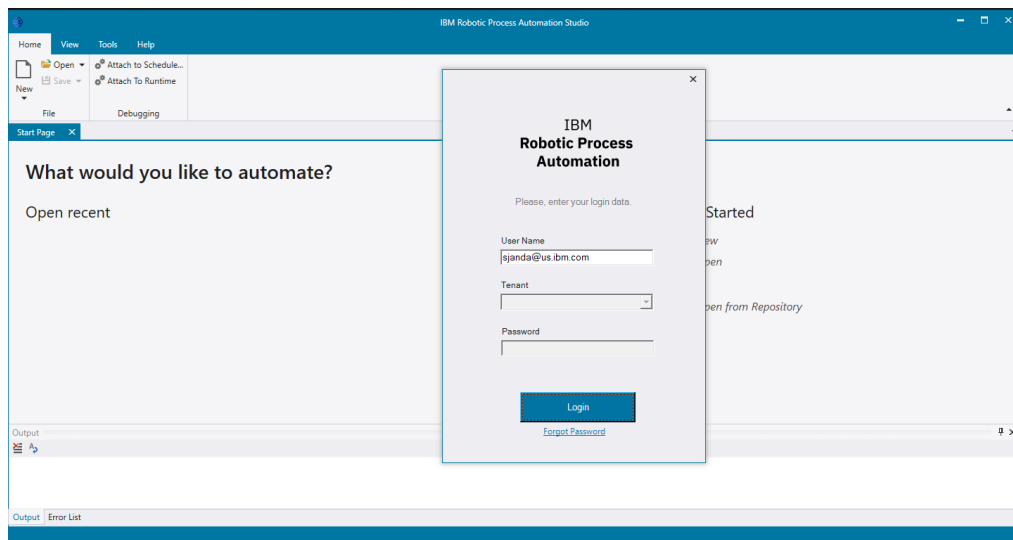 IBM Robotic Process Automation Studio
Home View Tools Help
New
Open
Save
Attach to Schedule...
Attach To Runtime
File
Debugging
Start Page
What would you like to automate?
Open recent
Started
ew
pen
pen from Repository
IBM
Robotic Process
Automation
Please, enter your login data.
User Name
sjanda@us.ibm.com
Tenant
Password
Login
Forgot Password
Output
Output Error List